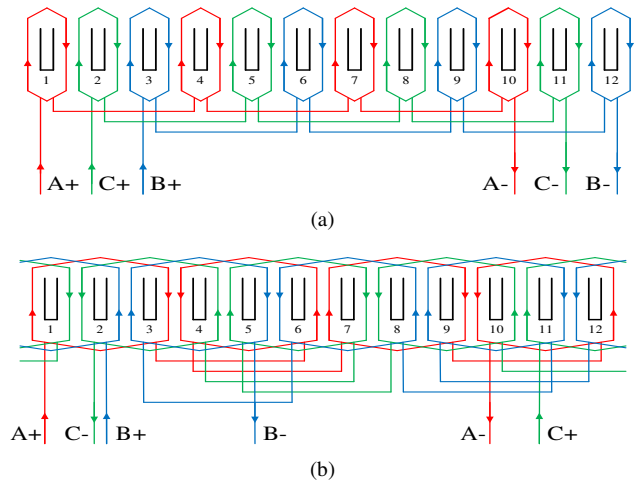 1 2 3 4 5 6 7 8 9 10 11 12
A+ C+ B+ A- C- B-
(a)
1 2 3 4 5 6 7 8 9 10 11 12
A+ C- B+ B- A- C+
(b)